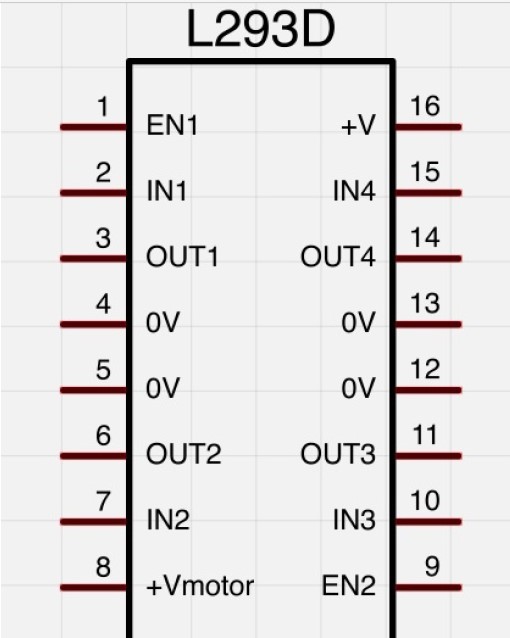 L293D
1 EN1 +V 16
2 IN1 IN4 15
3 OUT1 OUT4 14
4 0V 0V 13
5 0V 0V 12
6 OUT2 OUT3 11
7 IN2 IN3 10
8 +Vmotor EN2 9